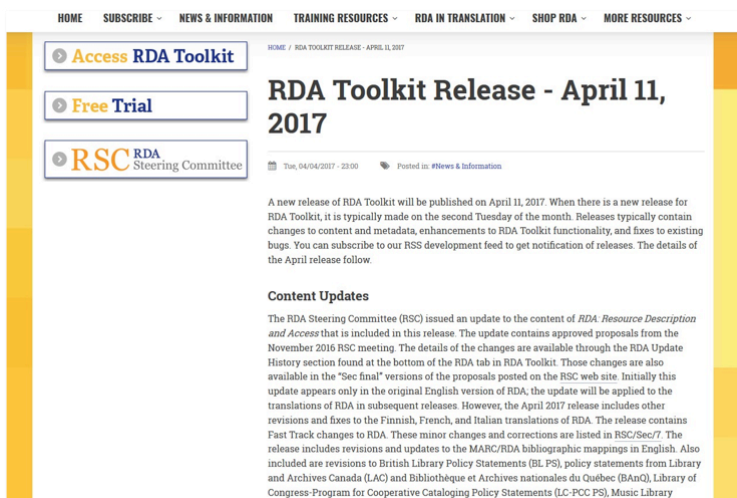 HOME SUBSCRIBE NEWS & INFORMATION TRAINING RESOURCES RDA IN TRANSLATION SHOP RDA MORE RESOURCES
Access RDA Toolkit
Free Trial
RSC RDA Steering Committee
HOME / RDA TOOLKIT RELEASE - APRIL 11, 2017
RDA Toolkit Release - April 11,
2017
Tue, 04/04/2017 - 23:00 Posted in: #News & Information
A new release of RDA Toolkit will be published on April 11, 2017. When there is a new release for
RDA Toolkit, it is typically made on the second Tuesday of the month. Releases typically contain
changes to content and metadata, enhancements to RDA Toolkit functionality, and fixes to existing
bugs. You can subscribe to our RSS development feed to get notification of releases. The details of
the April release follow.
Content Updates
The RDA Steering Committee (RSC) issued an update to the content of RDA: Resource Description
and Access that is included in this release. The update contains approved proposals from the
November 2016 RSC meeting. The details of the changes are available through the RDA Update
History section found at the bottom of the RDA tab in RDA Toolkit. Those changes are also
available in the "Sec final" versions of the proposals posted on the RSC web site. Initially this
update appears only in the original English version of RDA; the update will be applied to the
translations of RDA in subsequent releases. However, the April 2017 release includes other
revisions and fixes to the Finnish, French, and Italian translations of RDA. The release contains
Fast Track changes to RDA. These minor changes and corrections are listed in RSC/Sec/7. The
release includes revisions and updates to the MARC/RDA bibliographic mappings in English. Also
included are revisions to British Library Policy Statements (BL PS), policy statements from Library
and Archives Canada (LAC) and Bibliothèque et Archives nationales du Québec (BAnQ), Library of
Congress-Program for Cooperative Cataloging Policy Statements (LC-PCC PS), Music Library